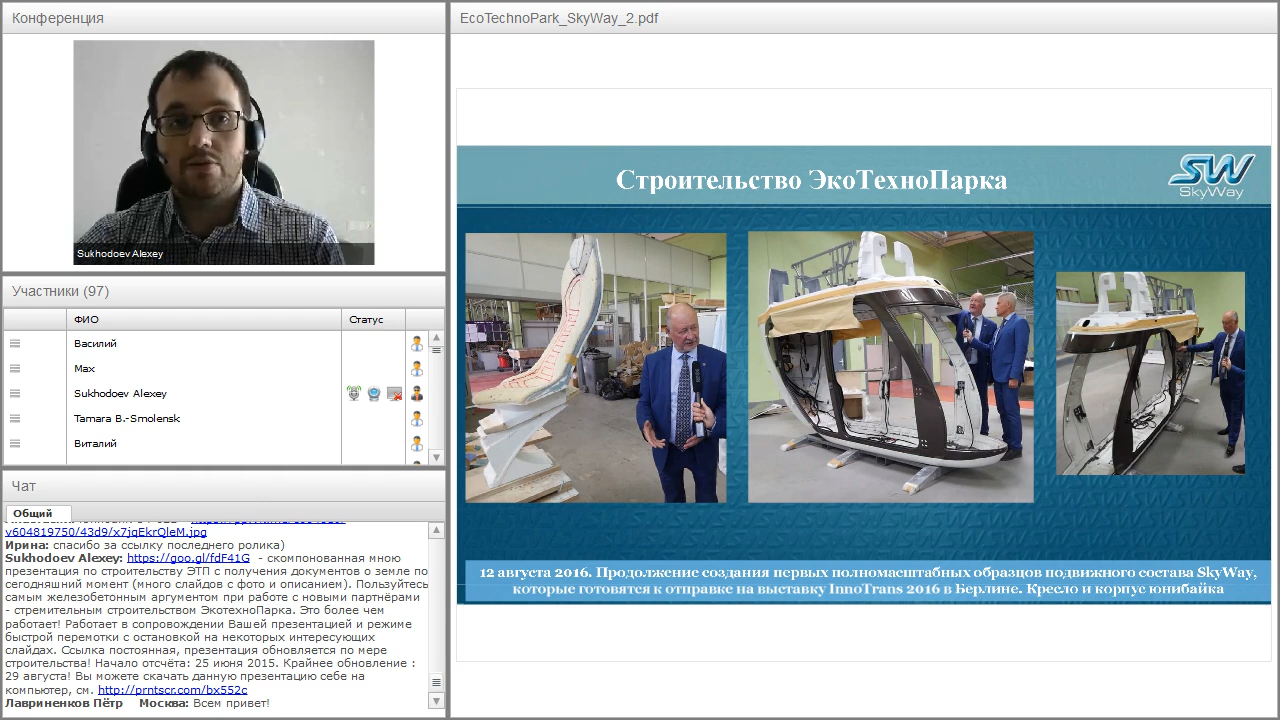 Конференция
Sukhodoev Alexey
Участники (97)
ФИО
Статус
Василий
Max
Sukhodoev Alexey
Tamara B.-Smolensk
Виталий
Чат
Общий
v604819750/43d9/x7jqEkrQleM.jpg
Ирина: спасибо за ссылку последнего ролика)
Sukhodoev Alexey: https://goo.gl/fdF41G - скомпонованная мною
презентация по строительству ЭТП с получения документов о земле по
сегодняшний момент (много слайдов с фото и описанием). Пользуйтесь
самым железобетонным аргументом при работе с новыми партнёрами
- стремительным строительством ЭкотехноПарка. Это более чем
работает! Работает в сопровождении Вашей презентацией и режиме
быстрой перемотки с остановкой на некоторых интересующих
слайдах. Ссылка постоянная, презентация обновляется по мере
строительства! Начало отсчёта: 25 июня 2015. Крайнее обновление :
29 августа! Вы можете скачать данную презентацию себе на
компьютер, см. http://prntscr.com/bx552c
Лавриненков Пётр Москва: Всем привет!
EcoTechnoPark_SkyWay_2.pdf
Строительство ЭкоТехноПарка
SW
SkyWay
12 августа 2016. Продолжение создания первых полномасштабных образцов подвижного состава SkyWay,
которые готовятся к отправке на выставку InnoTrans 2016 в Берлине. Кресло и корпус юнибайка